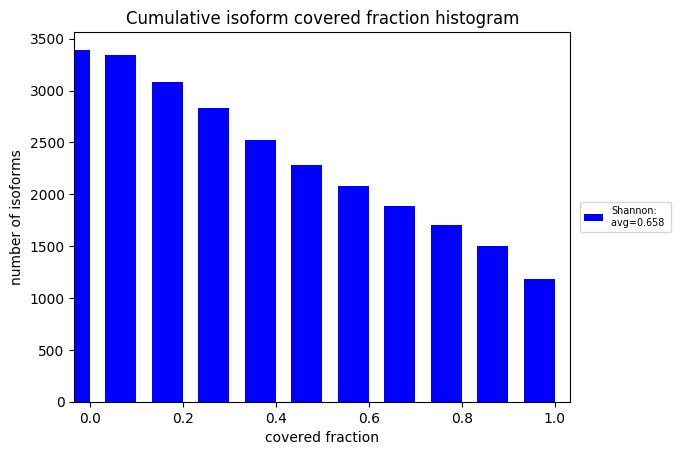 Cumulative isoform covered fraction histogram
3500
3000
2500
2000
1500
1000
500
0
number of isoforms
0.0 0.2 0.4 0.6 0.8 1.0
covered fraction
Shannon:
avg=0.658